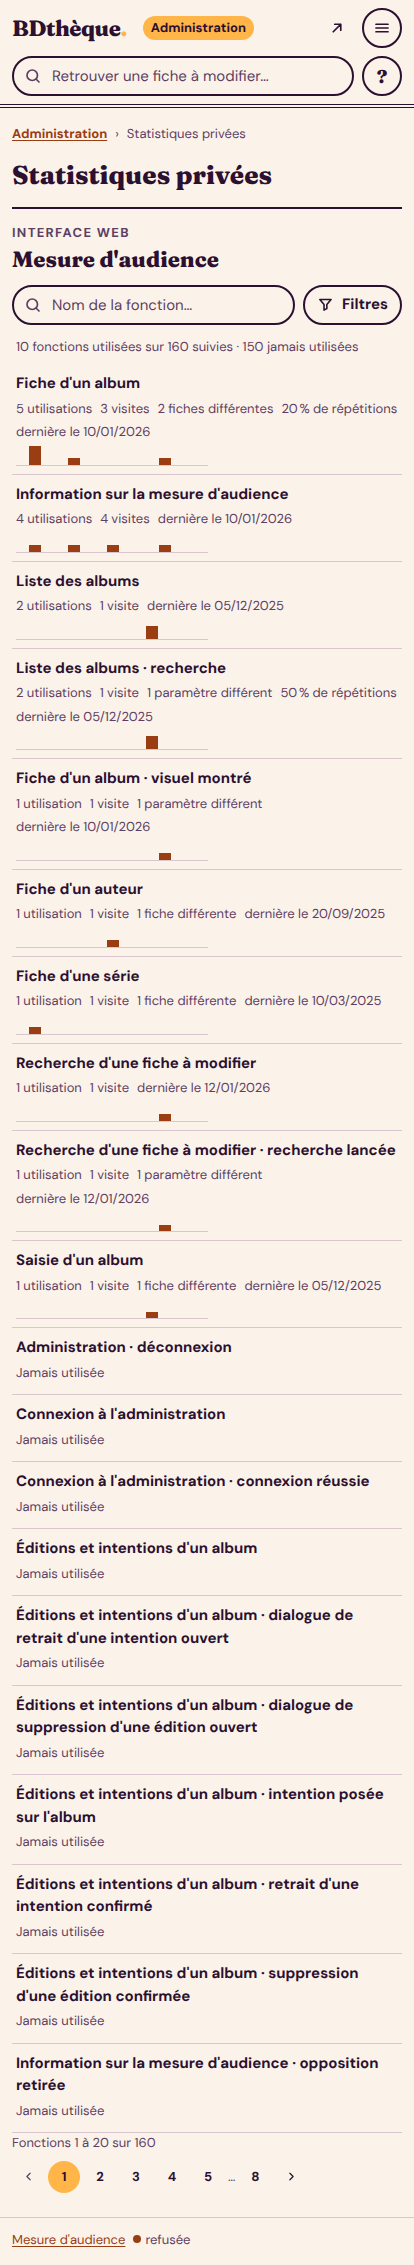 BDthèque.
Administration
Retrouver une fiche à modifier...
?
Administration › Statistiques privées
Statistiques privées
INTERFACE WEB
Mesure d'audience
Nom de la fonction...
Filtres
10 fonctions utilisées sur 160 suivies · 150 jamais utilisées
Fiche d'un album
5 utilisations 3 visites 2 fiches différentes 20 % de répétitions
dernière le 10/01/2026
Information sur la mesure d'audience
4 utilisations 4 visites dernière le 10/01/2026
Liste des albums
2 utilisations 1 visite dernière le 05/12/2025
Liste des albums · recherche
2 utilisations 1 visite 1 paramètre différent 50 % de répétitions
dernière le 05/12/2025
Fiche d'un album · visuel montré
1 utilisation 1 visite 1 paramètre différent
dernière le 10/01/2026
Fiche d'un auteur
1 utilisation 1 visite 1 fiche différente dernière le 20/09/2025
Fiche d'une série
1 utilisation 1 visite 1 fiche différente dernière le 10/03/2025
Recherche d'une fiche à modifier
1 utilisation 1 visite dernière le 12/01/2026
Recherche d'une fiche à modifier · recherche lancée
1 utilisation 1 visite 1 paramètre différent
dernière le 12/01/2026
Saisie d'un album
1 utilisation 1 visite 1 fiche différente dernière le 05/12/2025
Administration · déconnexion
Jamais utilisée
Connexion à l'administration
Jamais utilisée
Connexion à l'administration · connexion réussie
Jamais utilisée
Éditions et intentions d'un album
Jamais utilisée
Éditions et intentions d'un album · dialogue de
retrait d'une intention ouvert
Jamais utilisée
Éditions et intentions d'un album · dialogue de
suppression d'une édition ouvert
Jamais utilisée
Éditions et intentions d'un album · intention posée
sur l'album
Jamais utilisée
Éditions et intentions d'un album · retrait d'une
intention confirmé
Jamais utilisée
Éditions et intentions d'un album · suppression
d'une édition confirmée
Jamais utilisée
Information sur la mesure d'audience · opposition
retirée
Jamais utilisée
Fonctions 1 à 20 sur 160
‹ 1 2 3 4 5 ... 8 ›
Mesure d'audience refusée